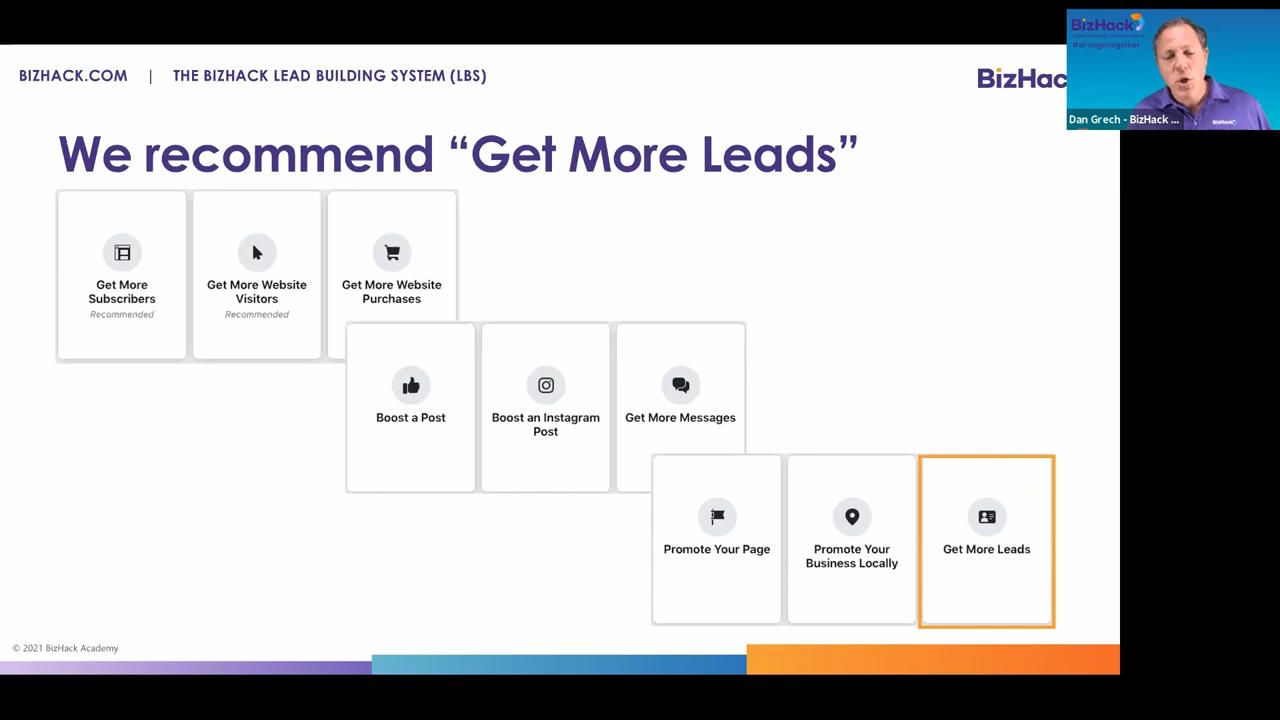 BIZHACK.COM | THE BIZHACK LEAD BUILDING SYSTEM (LBS)
BizHac
BizHack
#strongertogether
BizHack
Dan Grech - BizHack ...
We recommend “Get More Leads”
Get More
Subscribers
Recommended
Get More Website
Visitors
Recommended
Get More Website
Purchases
Boost a Post
Boost an Instagram
Post
Get More Messages
Promote Your Page
Promote Your
Business Locally
Get More Leads
© 2021 BizHack Academy